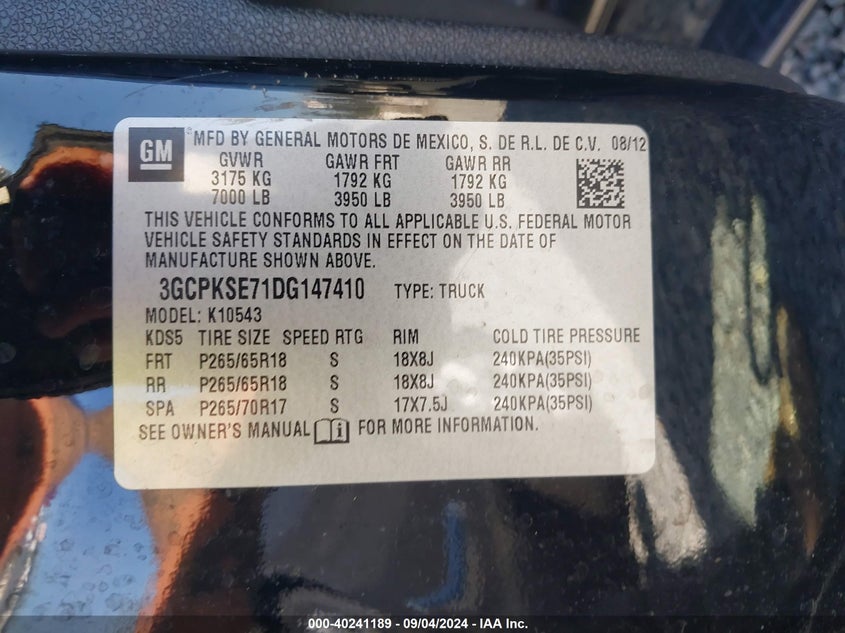 GM
MFD BY GENERAL MOTORS DE MEXICO, S. DE R.L. DE C.V. 08/12
GVWR GAWR FRT GAWR RR
3175 KG 1792 KG 1792 KG
7000 LB 3950 LB 3950 LB
THIS VEHICLE CONFORMS TO ALL APPLICABLE U.S. FEDERAL MOTOR
VEHICLE SAFETY STANDARDS IN EFFECT ON THE DATE OF
MANUFACTURE SHOWN ABOVE.
3GCPKSE71DG147410 TYPE: TRUCK
MODEL: K10543
KDS5 TIRE SIZE SPEED RTG RIM COLD TIRE PRESSURE
FRT P265/65R18 S 18X8J 240KPA(35PSI)
RR P265/65R18 S 18X8J 240KPA(35PSI)
SPA P265/70R17 S 17X7.5J 240KPA(35PSI)
SEE OWNER'S MANUAL i FOR MORE INFORMATION.
000-40241189 - 09/04/2024 - IAA Inc.